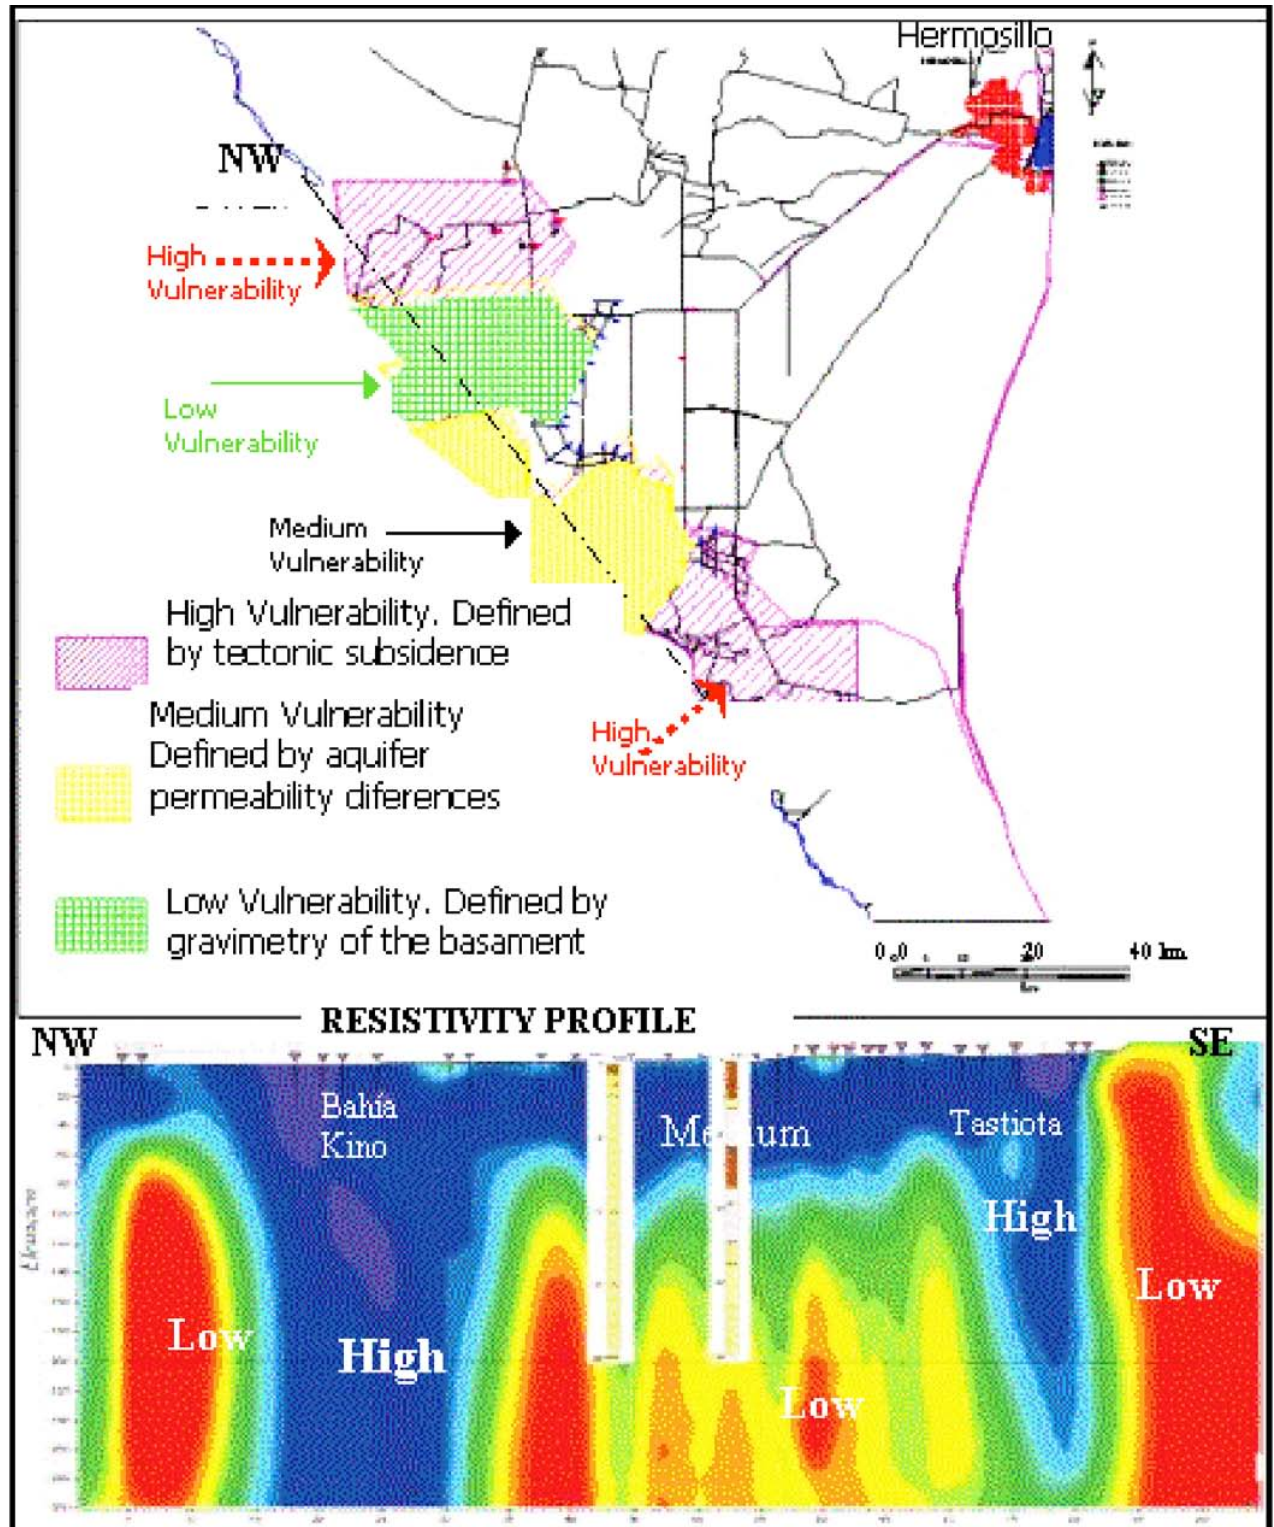 Hermosillo
NW
High
Vulnerability
Low
Vulnerability
Medium
Vulnerability
High Vulnerability. Defined
by tectonic subsidence
High
Vulnerability
Medium Vulnerability
Defined by aquifer
permeability diferences
Low Vulnerability. Defined by
gravimetry of the basament
0.0 20 40 km
RESISTIVITY PROFILE
NW
SE
Bahía
Kino
Tastiota
High
Low
High
Low
Low